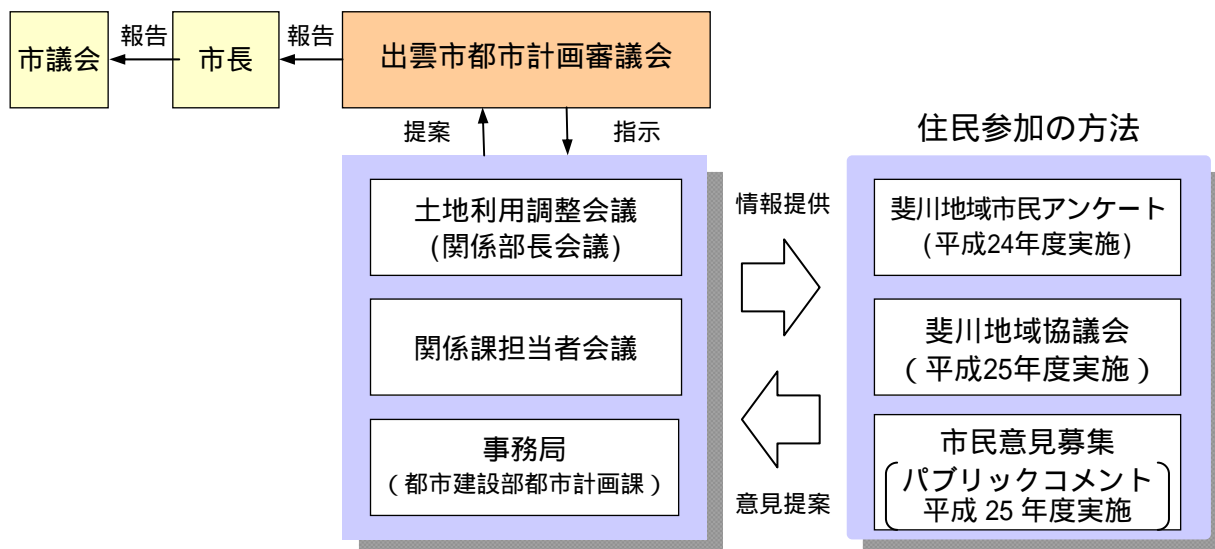 市議会
報告
市長
報告
出雲市都市計画審議会
提案
指示
土地利用調整会議
(関係部長会議)
関係課担当者会議
事務局
（都市建設部都市計画課）
情報提供
意見提案
住民参加の方法
斐川地域市民アンケート
(平成24年度実施)
斐川地域協議会
（平成25年度実施）
市民意見募集
パブリックコメント
平成 25 年度実施